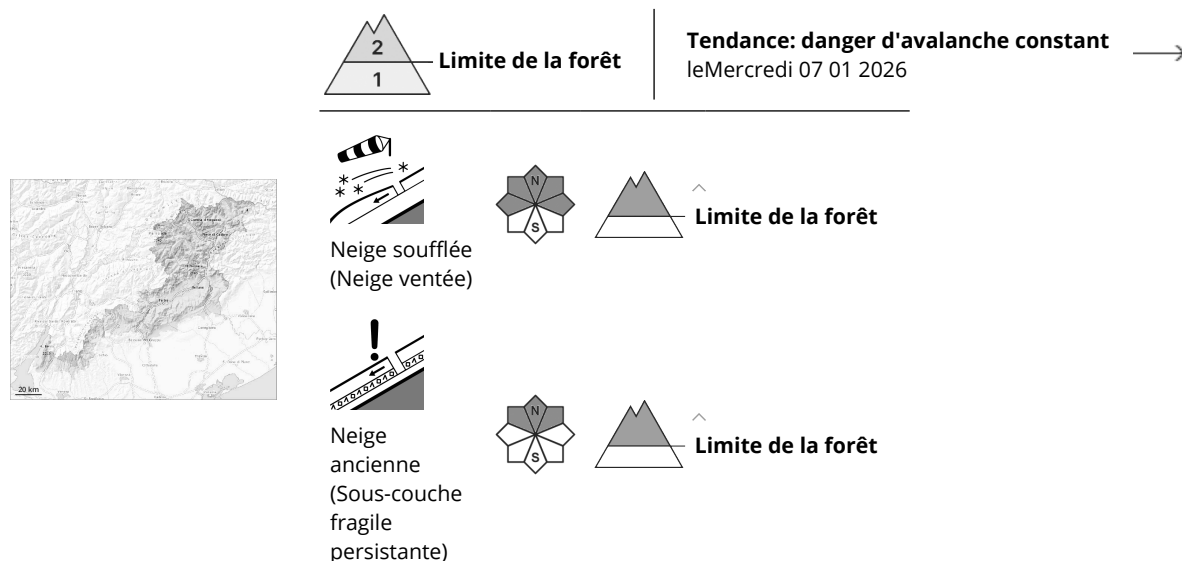 2
1
Limite de la forêt
Tendance: danger d'avalanche constant
leMercredi 07 01 2026
N
S
Limite de la forêt
Neige soufflée
(Neige ventée)
20 km
N
S
Limite de la forêt
Neige
ancienne
(Sous-couche
fragile
persistante)